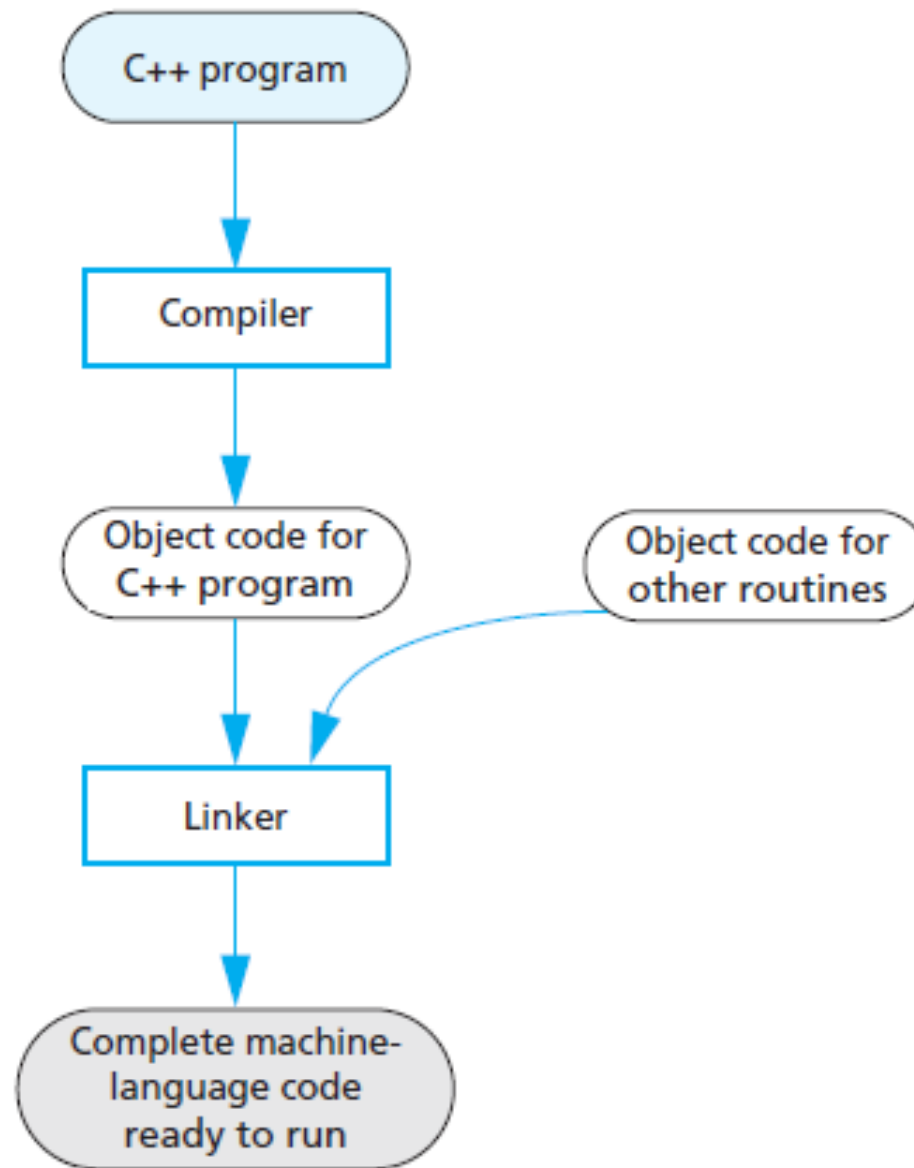 C++ program
Compiler
Object code for
C++ program
Object code for
other routines
Linker
Complete machine-
language code
ready to run